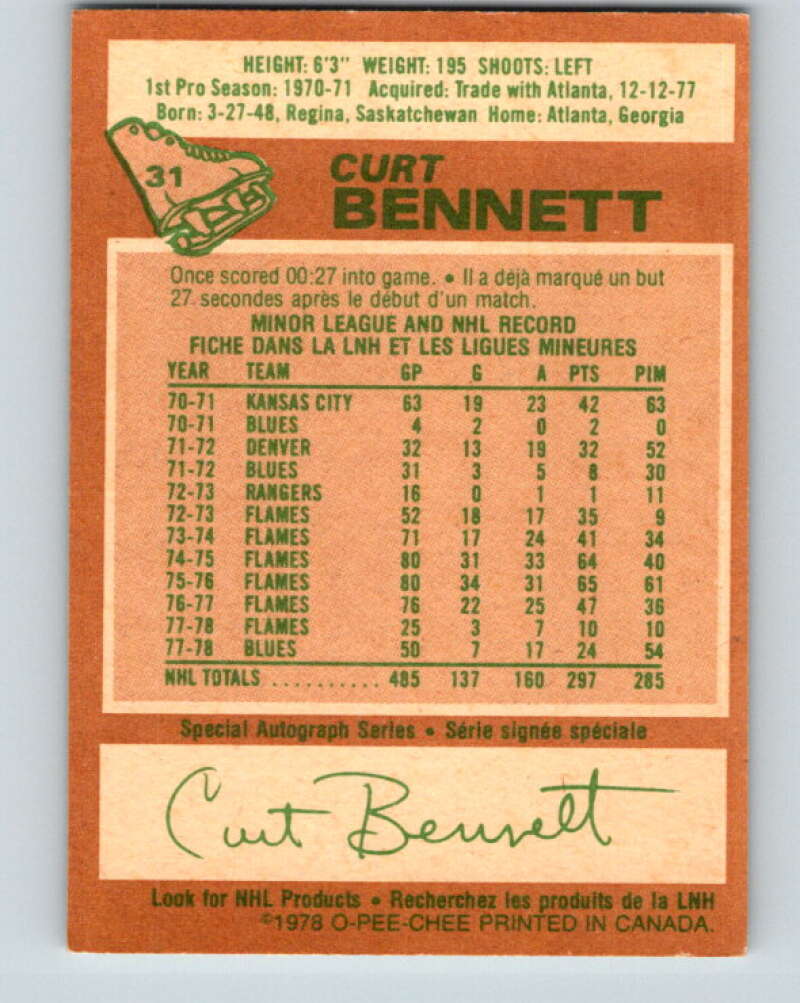 HEIGHT: 6'3" WEIGHT: 195 SHOOTS: LEFT
1st Pro Season: 1970-71 Acquired: Trade with Atlanta, 12-12-77
Born: 3-27-48, Regina, Saskatchewan Home: Atlanta, Georgia
31
CURT
BENNETT
Once scored 00:27 into game. • Il a déjà marqué un but
27 secondes après le début d'un match.
MINOR LEAGUE AND NHL RECORD
FICHE DANS LA LNH ET LES LIGUES MINEURES
YEAR TEAM GP G A PTS PIM
70-71 KANSAS CITY 63 19 23 42 63
70-71 BLUES 4 2 0 2 0
71-72 DENVER 32 13 19 32 52
71-72 BLUES 31 3 5 8 30
72-73 RANGERS 16 0 1 1 11
72-73 FLAMES 52 18 17 35 9
73-74 FLAMES 71 17 24 41 34
74-75 FLAMES 80 31 33 64 40
75-76 FLAMES 80 34 31 65 61
76-77 FLAMES 76 22 25 47 36
77-78 FLAMES 25 3 7 10 10
77-78 BLUES 50 7 17 24 54
NHL TOTALS .......... 485 137 160 297 285
Special Autograph Series • Série signée spéciale
Curt Bennett
Look for NHL Products • Recherchez les produits de la LNH
©1978 O-PEE-CHEE PRINTED IN CANADA.